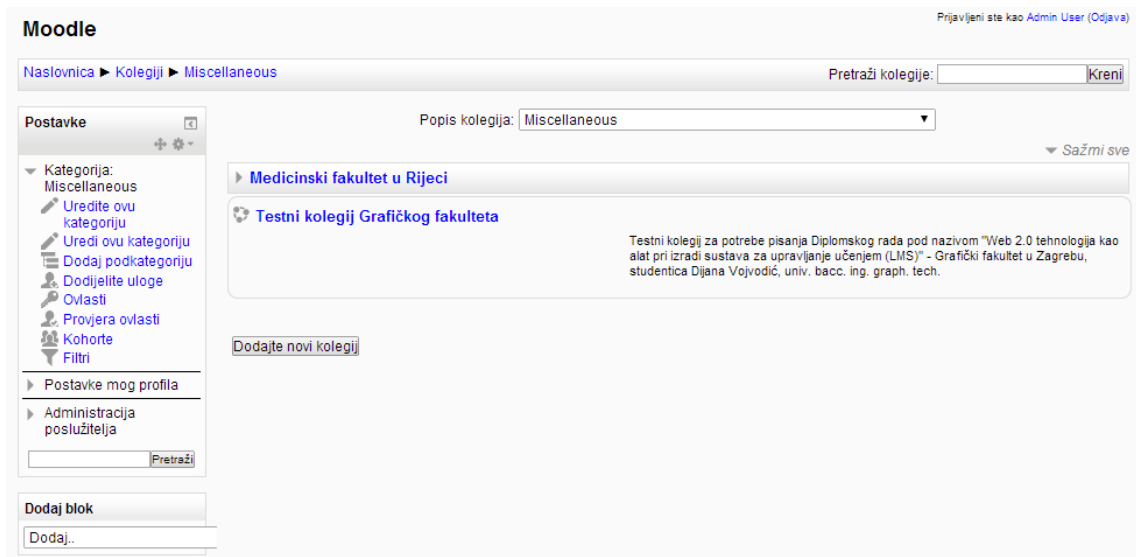 Moodle
Prijavljeni ste kao Admin User (Odjava)
Naslovnica ► Kolegiji ► Miscellaneous
Pretraži kolegije:
Kreni
Postavke
Kategorija:
Miscellaneous
Uredite ovu
kategoriju
Uredi ovu kategoriju
Dodaj podkategoriju
Dodijelite uloge
Ovlasti
Provjera ovlasti
Kohorte
Filtri
Postavke mog profila
Administracija
poslužitelja
Pretraži
Dodaj blok
Dodaj..
Popis kolegija: Miscellaneous
Sažmi sve
Medicinski fakultet u Rijeci
Testni kolegij Grafičkog fakulteta
Testni kolegij za potrebe pisanja Diplomskog rada pod nazivom "Web 2.0 tehnologija kao
alat pri izradi sustava za upravljanje učenjem (LMS)" - Grafički fakultet u Zagrebu,
studentica Dijana Vojvodić, univ. bacc. ing. graph. tech.
Dodajte novi kolegij